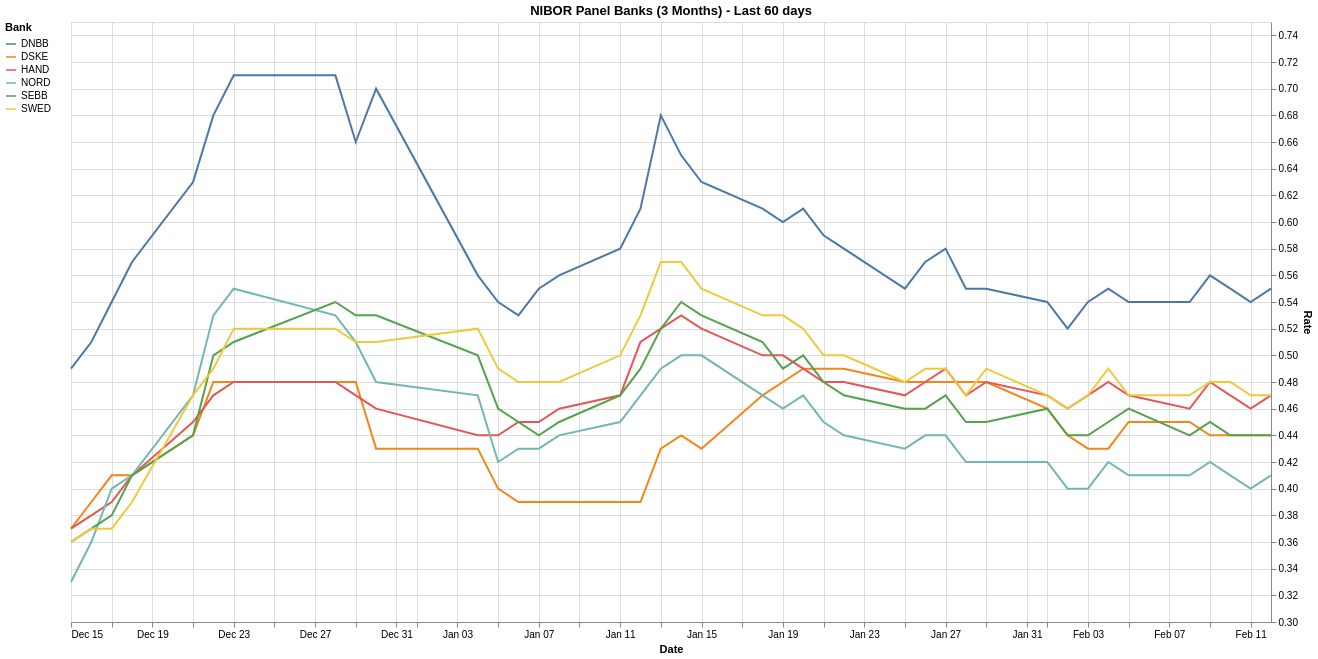 NIBOR Panel Banks (3 Months) - Last 60 days
Bank
DNBB
DSKE
HAND
NORD
SEBB
SWED
0.74
0.72
0.70
0.68
0.66
0.64
0.62
0.60
0.58
0.56
0.54
0.52
0.50
0.48
0.46
0.44
0.42
0.40
0.38
0.36
0.34
0.32
0.30
Rate
Dec 15 Dec 19 Dec 23 Dec 27 Dec 31 Jan 03 Jan 07 Jan 11 Jan 15 Jan 19 Jan 23 Jan 27 Jan 31 Feb 03 Feb 07 Feb 11
Date